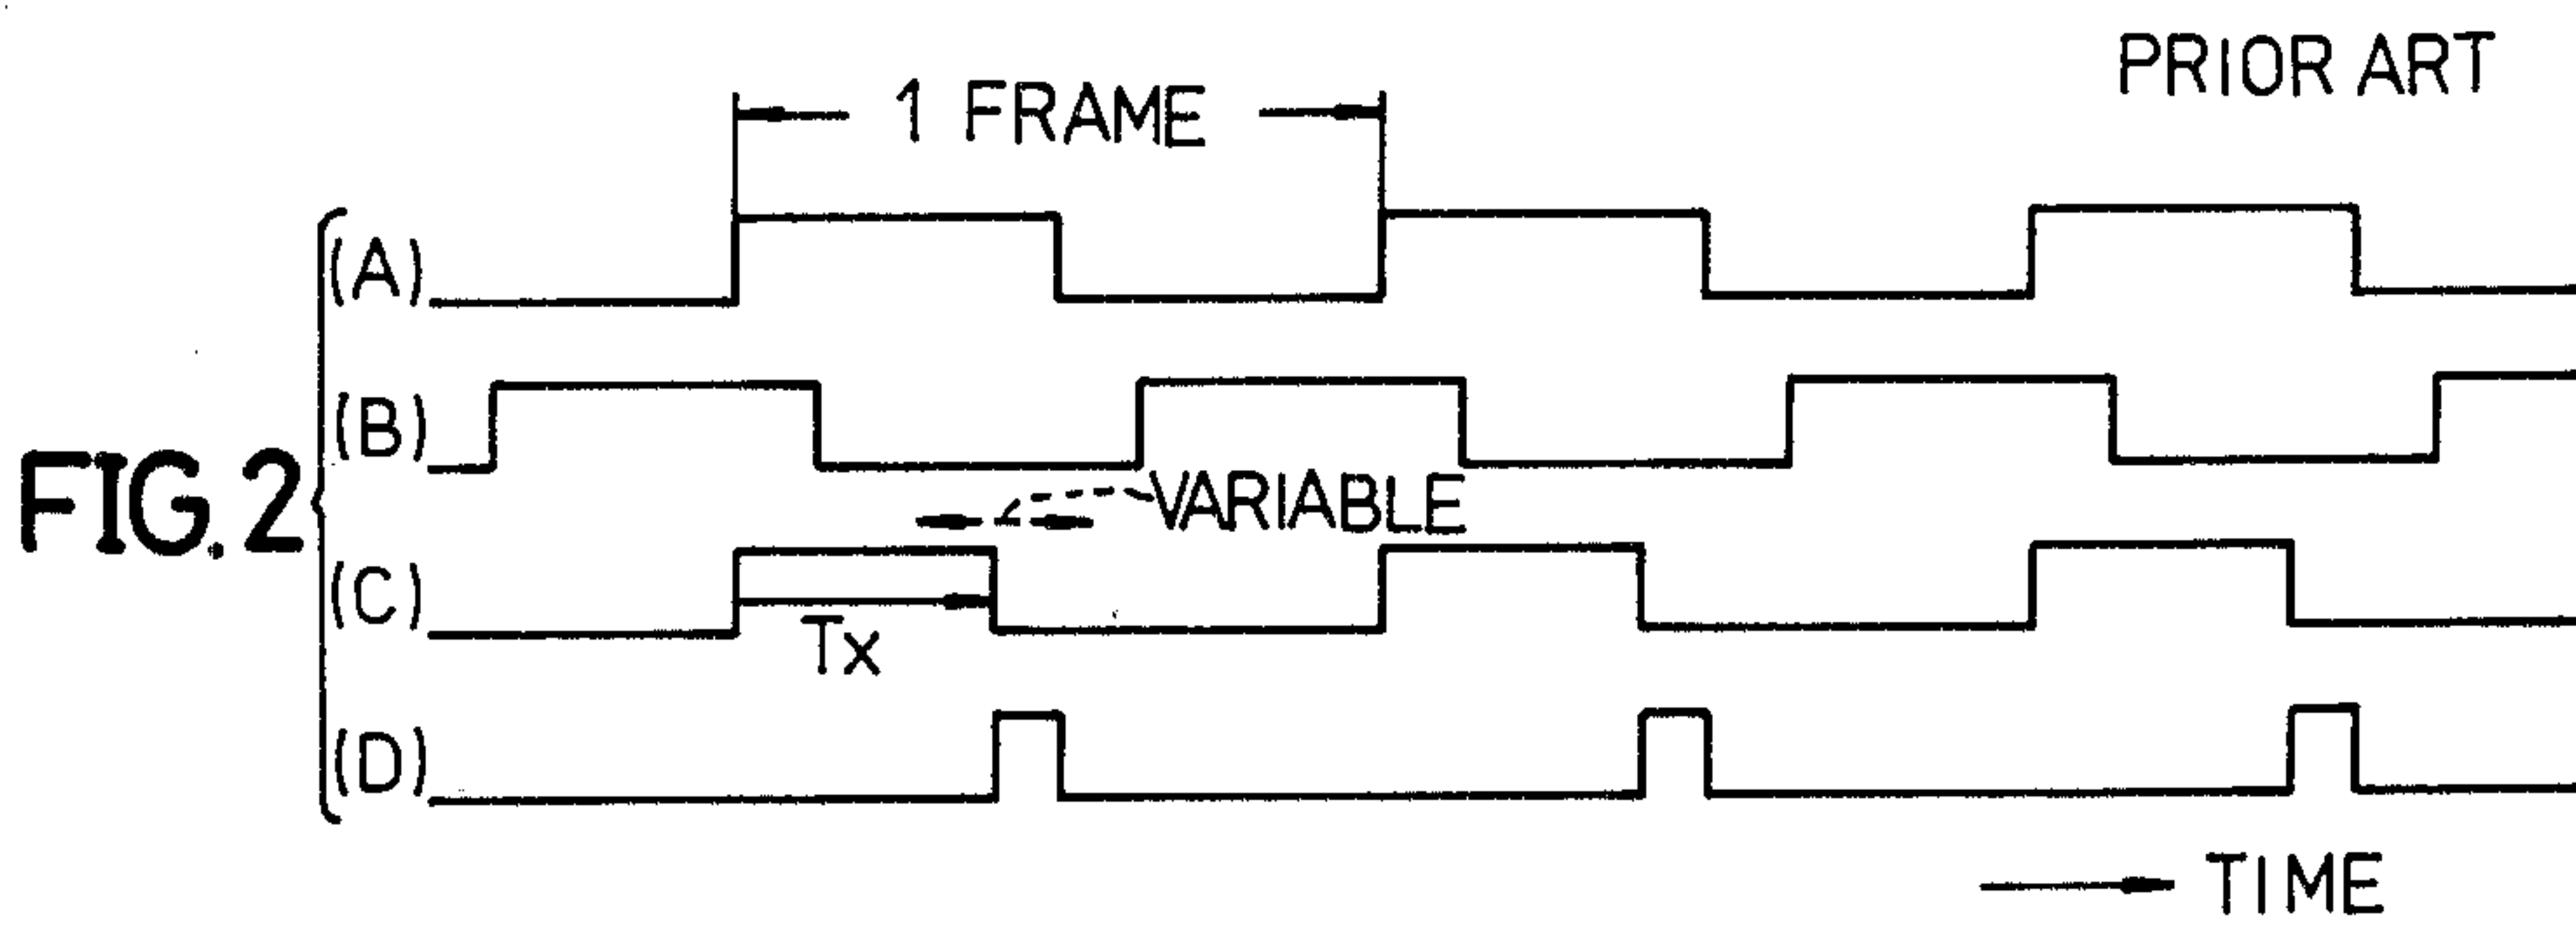 PRIOR ART
1 FRAME
(A)
(B)
FIG. 2
VARIABLE
(C)
Tx
(D)
TIME